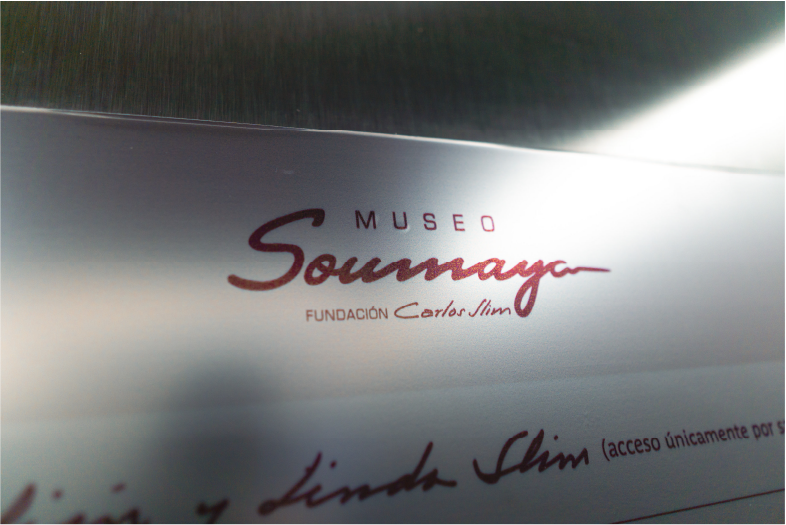 MUSEO
Soumaya
FUNDACIÓN Carlos Slim
y Linda Slim (acceso únicamente por